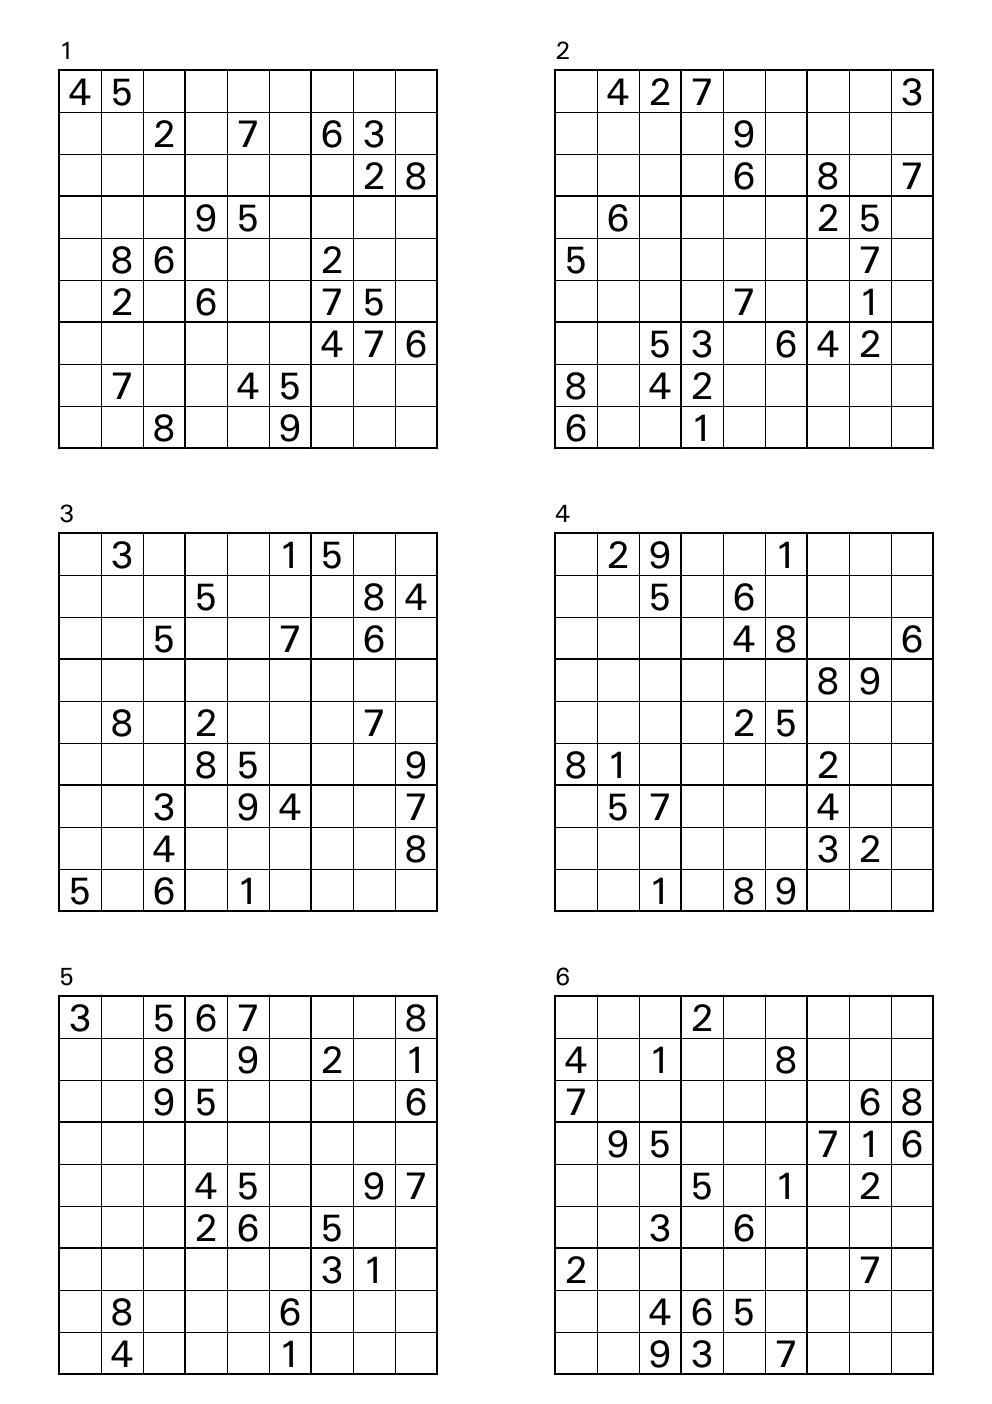 1
4 5
2 7 6 3
2 8
9 5
8 6 2
2 6 7 5
4 7 6
7 4 5
8 9
2
4 2 7 3
9
6 8 7
6 2 5
5 7
7 1
5 3 6 4 2
8 4 2
6 1
3
3 1 5
5 8 4
5 7 6
8 2 7
8 5 9
3 9 4 7
4 8
5 6 1
4
2 9 1
5 6
4 8 6
8 9
2 5
8 1 2
5 7 4
3 2
1 8 9
5
3 5 6 7 8
8 9 2 1
9 5 6
4 5 9 7
2 6 5
3 1
8 6
4 1
6
2
4 1 8
7 6 8
9 5 7 1 6
5 1 2
3 6
2 7
4 6 5
9 3 7